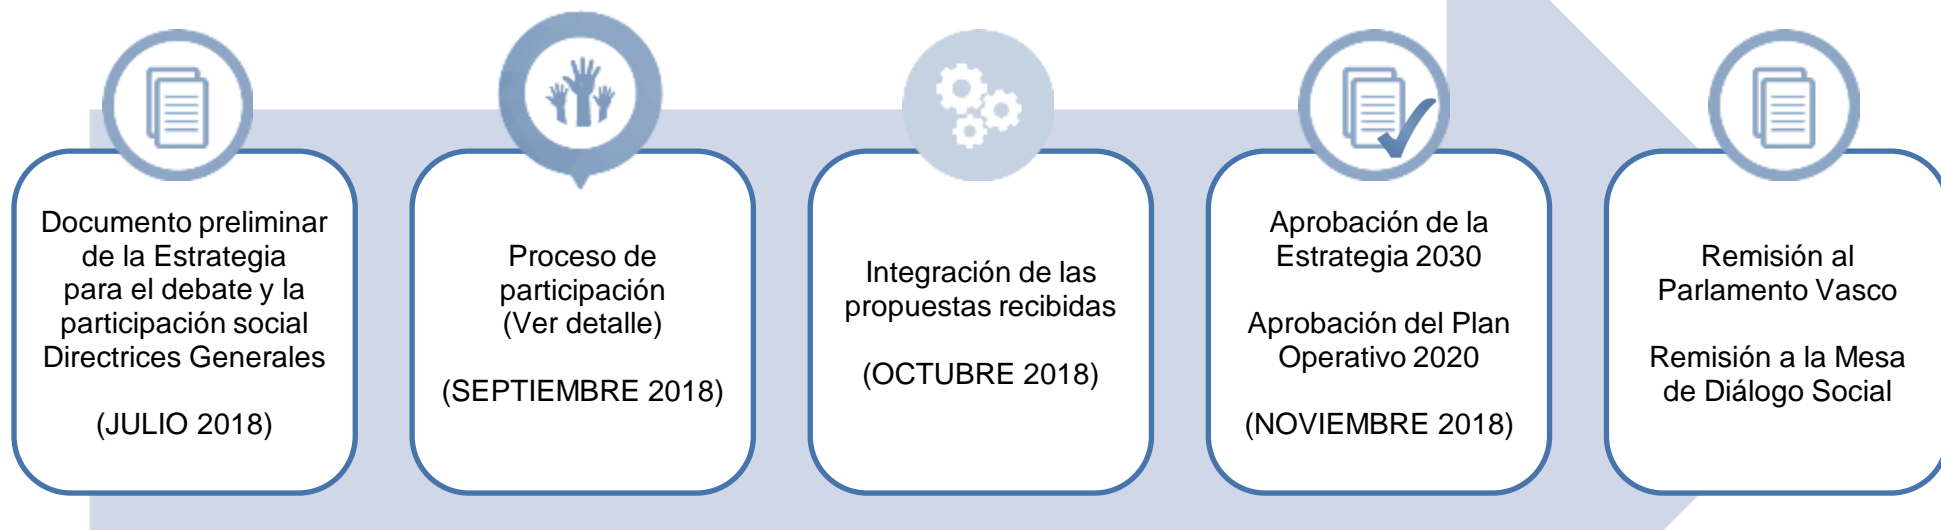 Documento preliminar
de la Estrategia
para el debate y la
participación social
Directrices Generales
(JULIO 2018)
Proceso de
participación
(Ver detalle)
(SEPTIEMBRE 2018)
Integración de las
propuestas recibidas
(OCTUBRE 2018)
Aprobación de la
Estrategia 2030
Aprobación del Plan
Operativo 2020
(NOVIEMBRE 2018)
Remisión al
Parlamento Vasco
Remisión a la Mesa
de Diálogo Social